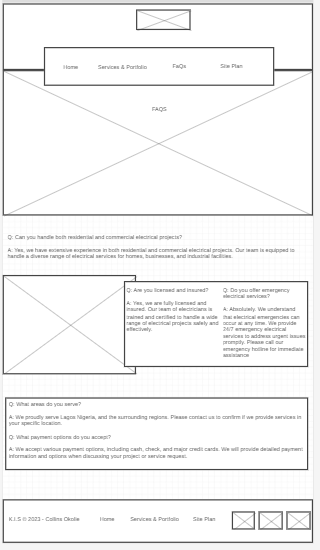 Home Services & Portfolio FaQs Site Plan
FAQS
Q: Can you handle both residential and commercial electrical projects?
A: Yes, we have extensive experience in both residential and commercial electrical projects. Our team is equipped to
handle a diverse range of electrical services for homes, businesses, and industrial facilities.
Q: Are you licensed and insured?
A: Yes, we are fully licensed and
insured. Our team of electricians is
trained and certified to handle a wide
range of electrical projects safely and
effectively.
Q: Do you offer emergency
electrical services?
A: Absolutely. We understand
that electrical emergencies can
occur at any time. We provide
24/7 emergency electrical
services to address urgent issues
promptly. Please call our
emergency hotline for immediate
assistance
Q: What areas do you serve?
A: We proudly serve Lagos Nigeria, and the surrounding regions. Please contact us to confirm if we provide services in
your specific location.
Q: What payment options do you accept?
A: We accept various payment options, including cash, check, and major credit cards. We will provide detailed payment
information and options when discussing your project or service request.
K.I.S © 2023 - Collins Okolie Home Services & Portfolio Site Plan